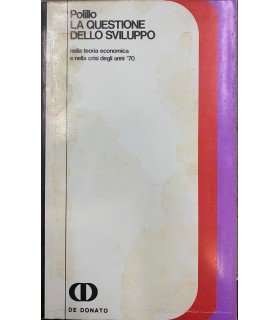 Polillo
LA QUESTIONE
DELLO SVILUPPO
nella teoria economica
e nella crisi degli anni '70
DE DONATO